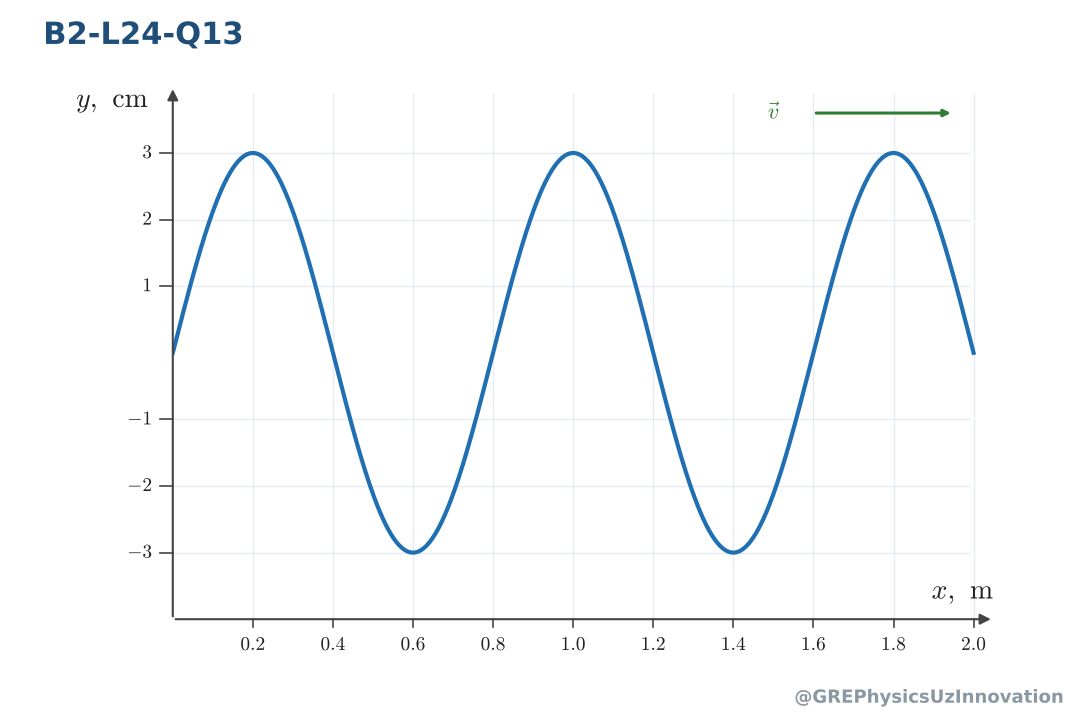 B2-L24-Q13
y, cm
v⃗
3
2
1
−1
−2
−3
x, m
0.2 0.4 0.6 0.8 1.0 1.2 1.4 1.6 1.8 2.0
@GREPhysicsUzInnovation